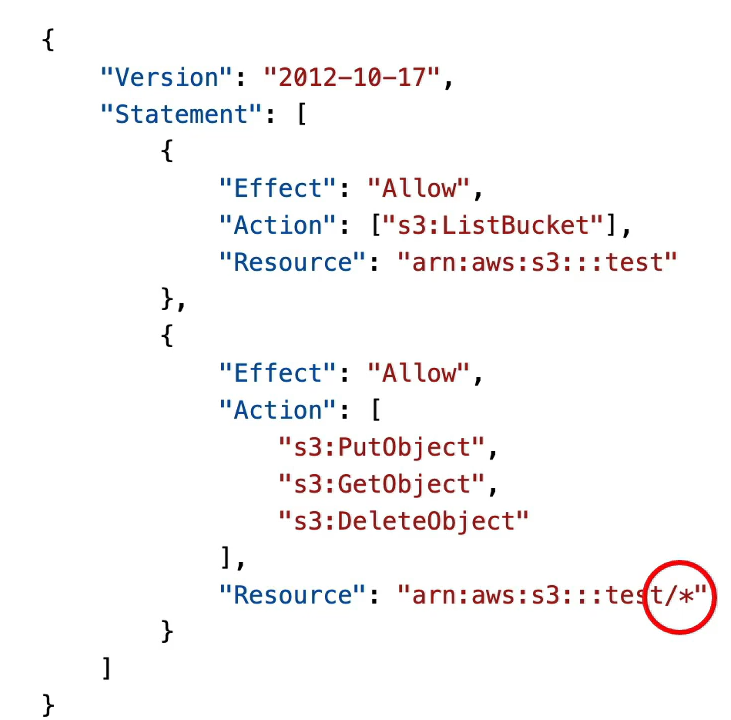 {
    "Version": "2012-10-17",
    "Statement": [
        {
            "Effect": "Allow",
            "Action": ["s3:ListBucket"],
            "Resource": "arn:aws:s3:::test"
        },
        {
            "Effect": "Allow",
            "Action": [
                "s3:PutObject",
                "s3:GetObject",
                "s3:DeleteObject"
            ],
            "Resource": "arn:aws:s3:::test/*"
        }
    ]
}